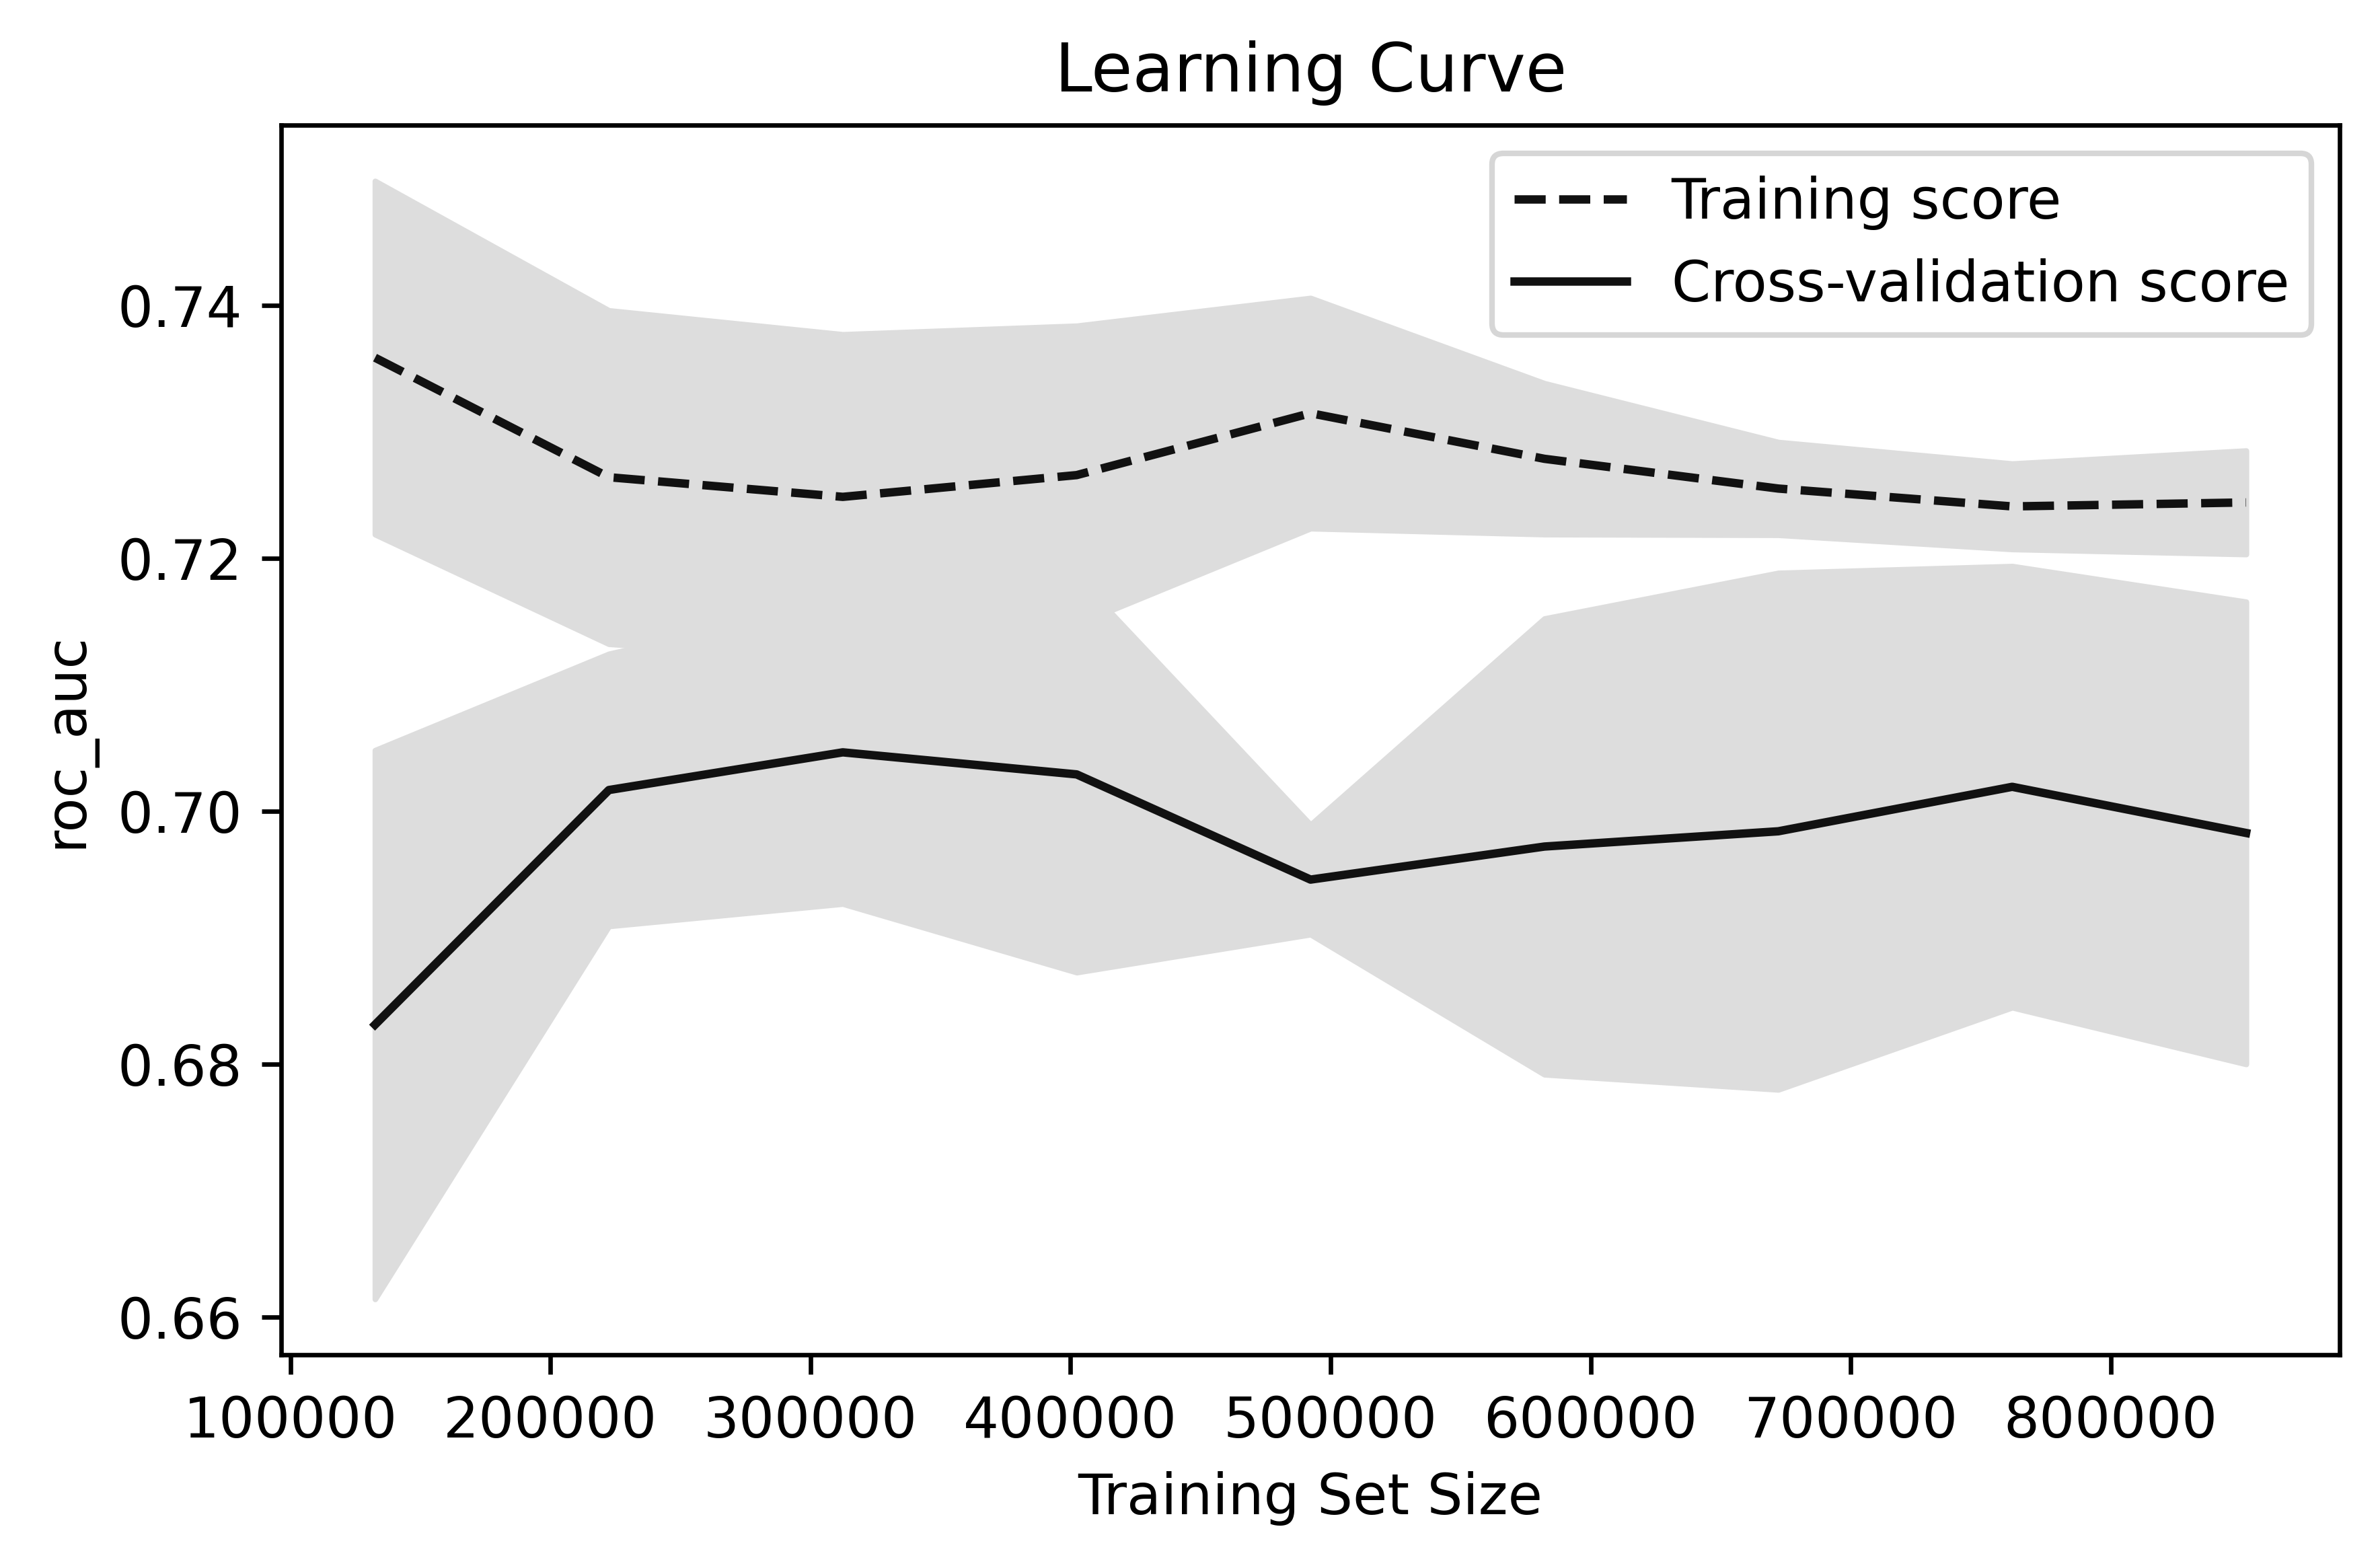 Learning Curve
Training score
Cross-validation score
0.74
0.72
0.70
0.68
0.66
roc_auc
100000 200000 300000 400000 500000 600000 700000 800000
Training Set Size